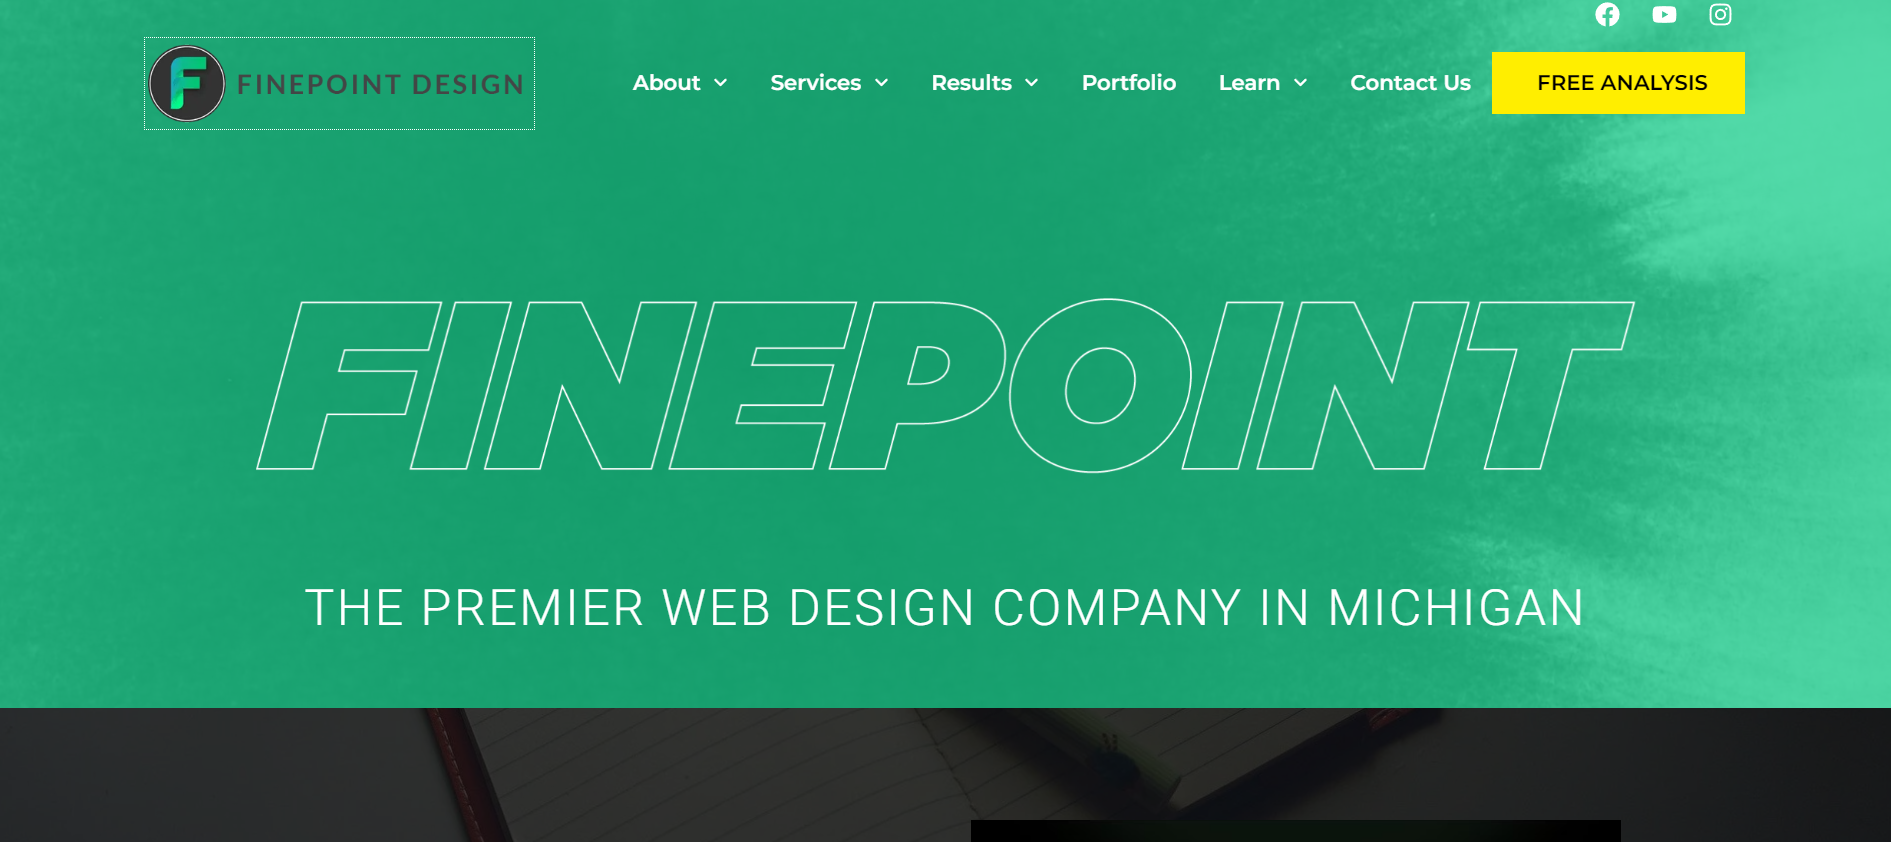 FINEPOINT DESIGN
About Services Results Portfolio Learn Contact Us FREE ANALYSIS
FINEPOINT
THE PREMIER WEB DESIGN COMPANY IN MICHIGAN